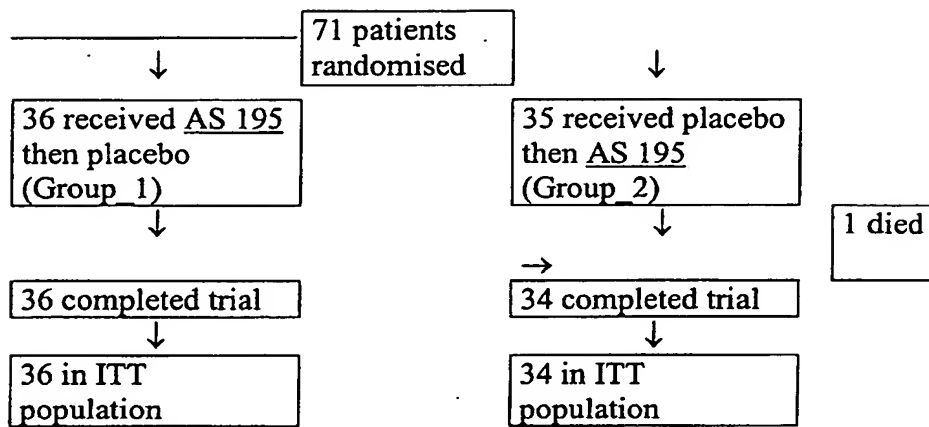 71 patients
randomised
36 received AS 195
then placebo
(Group_1)
35 received placebo
then AS 195
(Group_2)
1 died
36 completed trial
34 completed trial
36 in ITT
population
34 in ITT
population